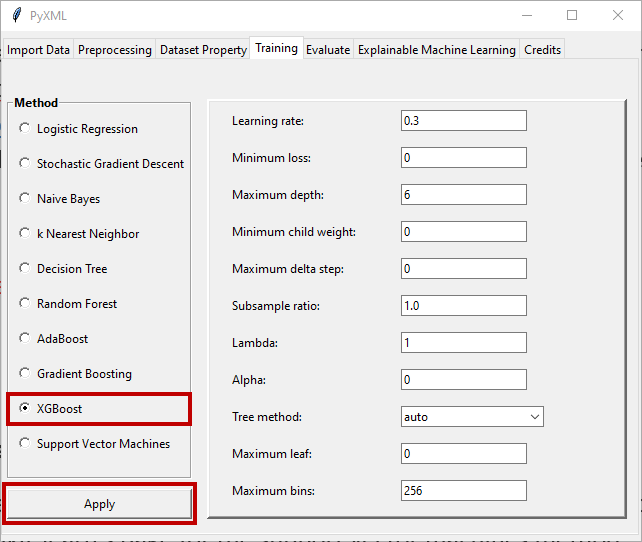 PyXML
Import Data Preprocessing Dataset Property Training Evaluate Explainable Machine Learning Credits
Method
Logistic Regression
Stochastic Gradient Descent
Naive Bayes
k Nearest Neighbor
Decision Tree
Random Forest
AdaBoost
Gradient Boosting
XGBoost
Support Vector Machines
Apply
Learning rate: 0.3
Minimum loss: 0
Maximum depth: 6
Minimum child weight: 0
Maximum delta step: 0
Subsample ratio: 1.0
Lambda: 1
Alpha: 0
Tree method: auto
Maximum leaf: 0
Maximum bins: 256